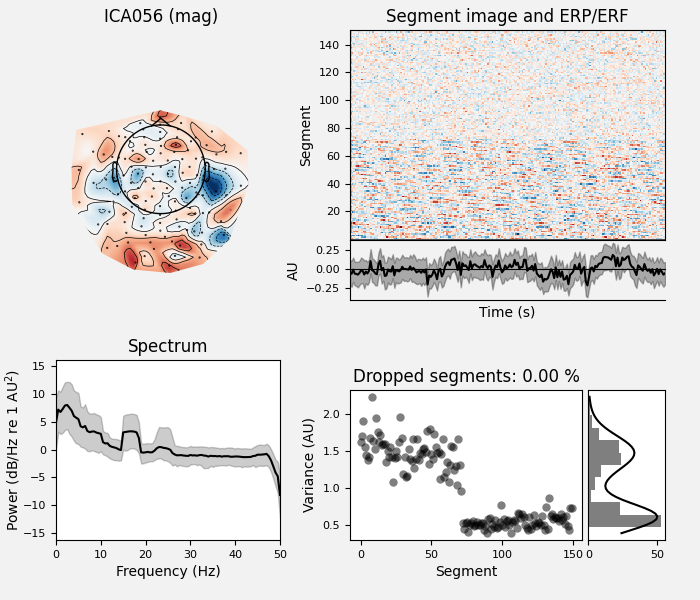 ICA056 (mag)
Segment image and ERP/ERF
Segment
140
120
100
80
60
40
20
AU
0.25
0.00
−0.25
Time (s)
Spectrum
Power (dB/Hz re 1 AU²)
15
10
5
0
−5
−10
−15
0 10 20 30 40 50
Frequency (Hz)
Dropped segments: 0.00 %
Variance (AU)
2.0
1.5
1.0
0.5
0 50 100 150
Segment
0 50